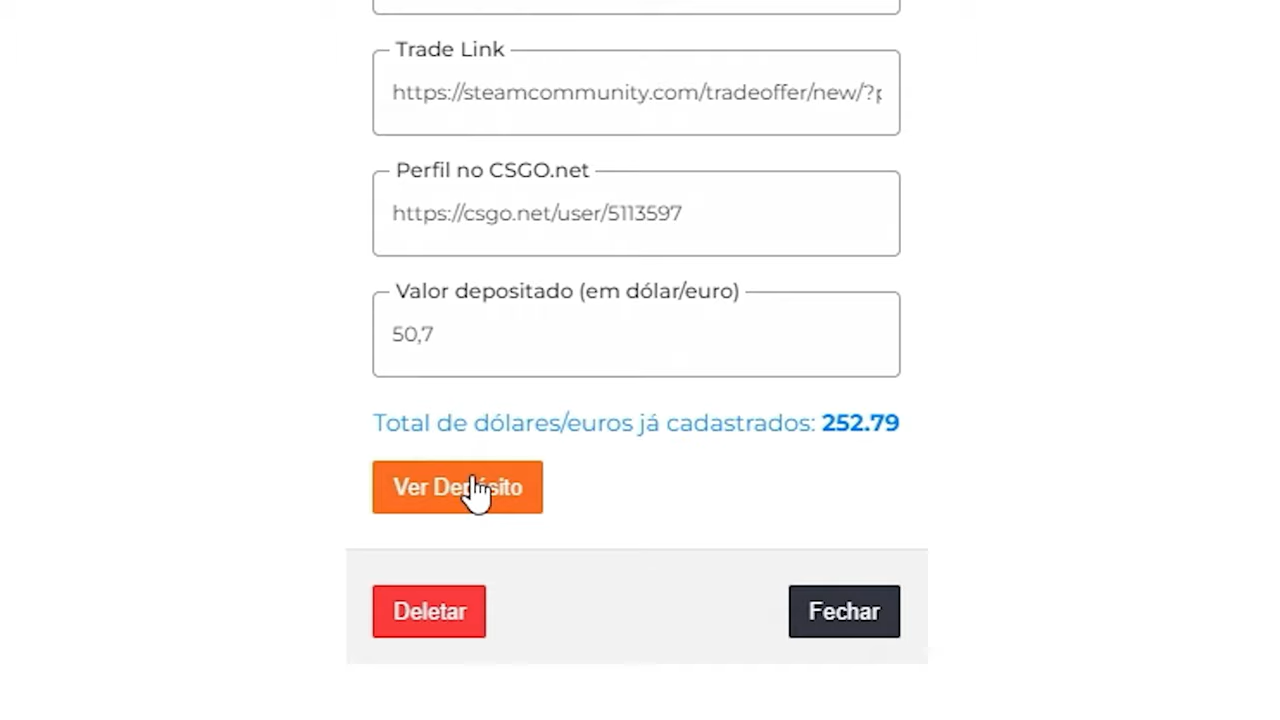 Trade Link
https://steamcommunity.com/tradeoffer/new/?p
Perfil no CSGO.net
https://csgo.net/user/5113597
Valor depositado (em dólar/euro)
50,7
Total de dólares/euros já cadastrados: 252.79
Ver Depósito
Deletar
Fechar